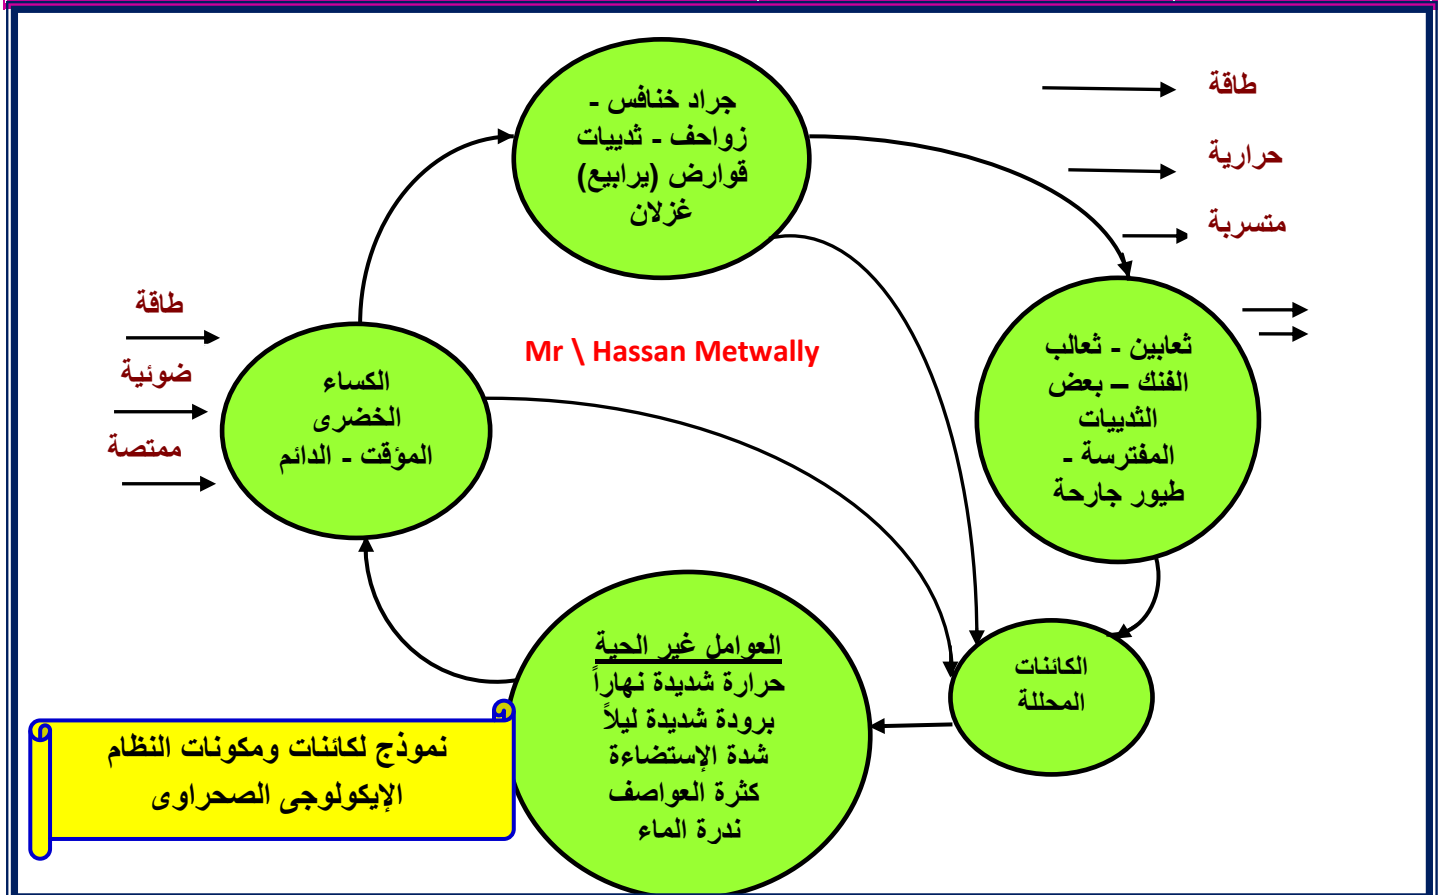 جراد خنافس -
زواحف - ثدييات
قوارض (يرابيع)
غزلان
طاقة
حرارية
متسربة
طاقة
ضوئية
ممتصة
Mr \ Hassan Metwally
الكساء
الخضرى
المؤقت - الدائم
ثعابين - ثعالب
الفنك – بعض
الثدييات
المفترسة -
طيور جارحة
الكائنات
المحللة
العوامل غير الحية
حرارة شديدة نهاراً
برودة شديدة ليلاً
شدة الإستضاءة
كثرة العواصف
ندرة الماء
نموذج لكائنات ومكونات النظام
الإيكولوجى الصحراوى